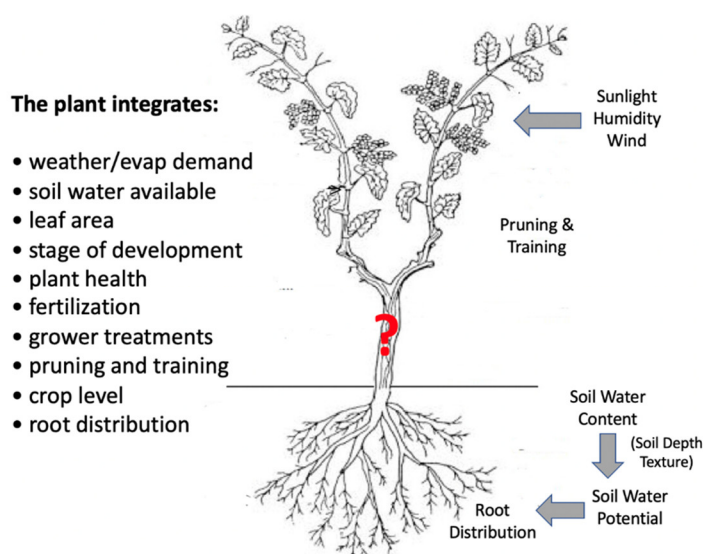 The plant integrates:
• weather/evap demand
• soil water available
• leaf area
• stage of development
• plant health
• fertilization
• grower treatments
• pruning and training
• crop level
• root distribution
Sunlight
Humidity
Wind
Pruning &
Training
?
Soil Water
Content
(Soil Depth
Texture)
Soil Water
Potential
Root
Distribution